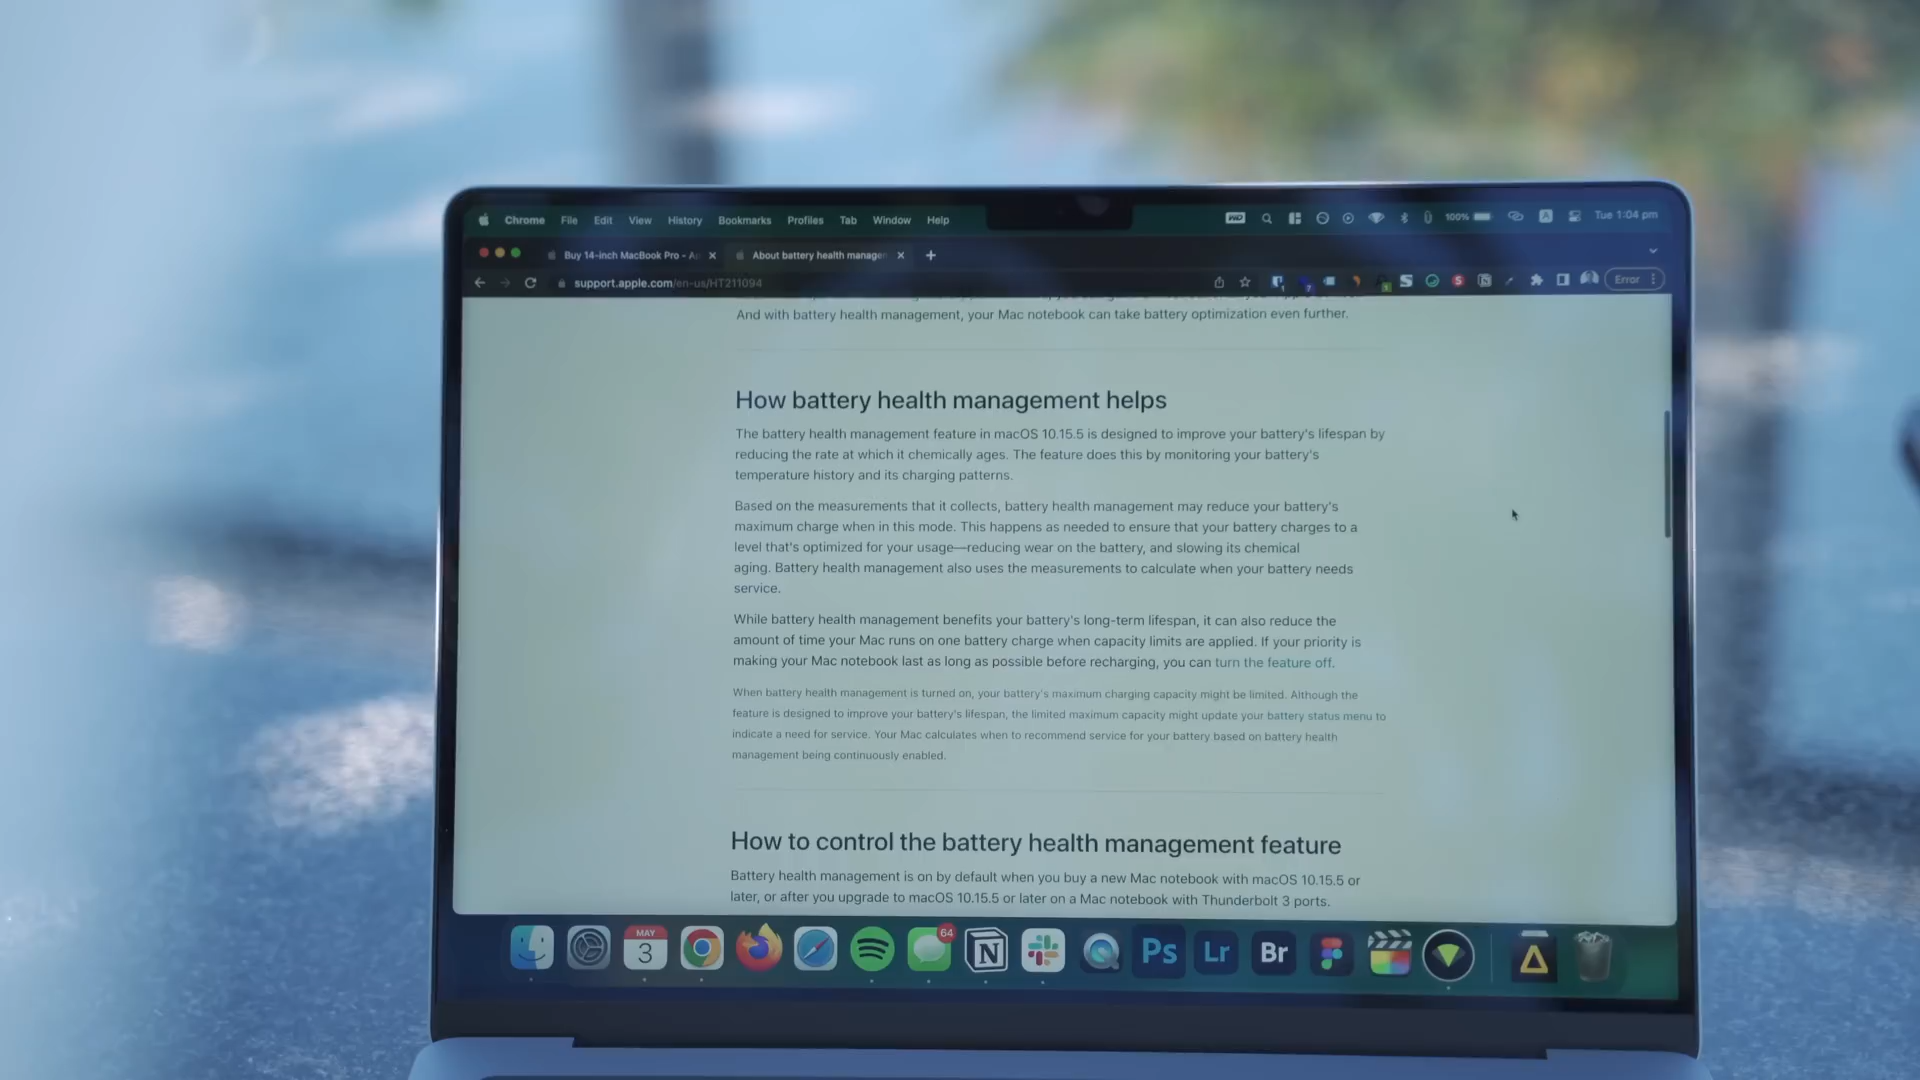 Chrome File Edit View History Bookmarks Profiles Tab Window Help
100% A Tue 1:04 pm
Buy 14-inch MacBook Pro - A
About battery health manage
support.apple.com/en-us/HT211094
Error
And with battery health management, your Mac notebook can take battery optimization even further.
How battery health management helps
The battery health management feature in macOS 10.15.5 is designed to improve your battery's lifespan by
reducing the rate at which it chemically ages. The feature does this by monitoring your battery's
temperature history and its charging patterns.
Based on the measurements that it collects, battery health management may reduce your battery's
maximum charge when in this mode. This happens as needed to ensure that your battery charges to a
level that's optimized for your usage—reducing wear on the battery, and slowing its chemical
aging. Battery health management also uses the measurements to calculate when your battery needs
service.
While battery health management benefits your battery's long-term lifespan, it can also reduce the
amount of time your Mac runs on one battery charge when capacity limits are applied. If your priority is
making your Mac notebook last as long as possible before recharging, you can turn the feature off.
When battery health management is turned on, your battery's maximum charging capacity might be limited. Although the
feature is designed to improve your battery's lifespan, the limited maximum capacity might update your battery status menu to
indicate a need for service. Your Mac calculates when to recommend service for your battery based on battery health
management being continuously enabled.
How to control the battery health management feature
Battery health management is on by default when you buy a new Mac notebook with macOS 10.15.5 or
later, or after you upgrade to macOS 10.15.5 or later on a Mac notebook with Thunderbolt 3 ports.
MAY
3
64
N
Ps
Lr
Br